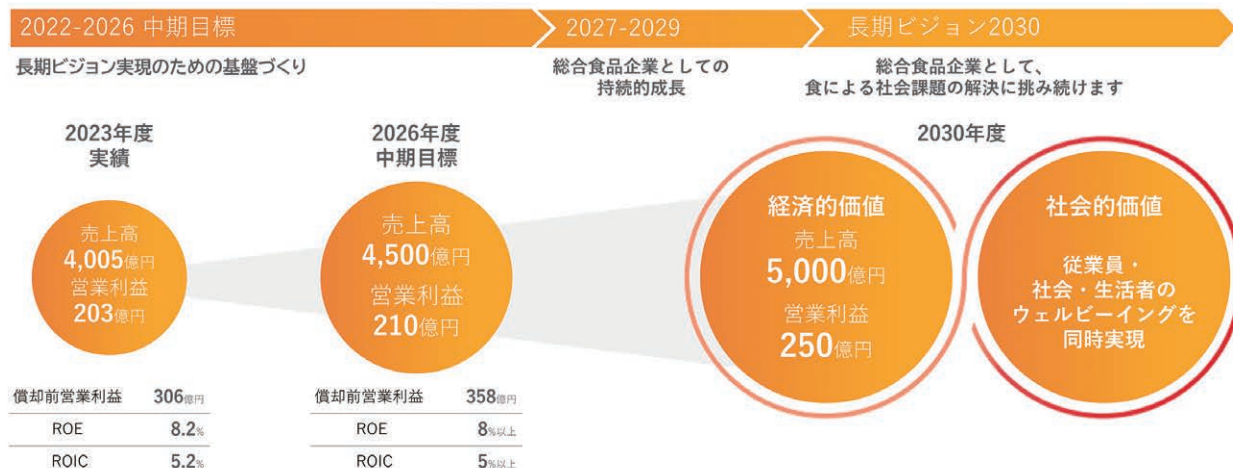 2022-2026 中期目標
2027-2029
長期ビジョン2030
長期ビジョン実現のための基盤づくり
総合食品企業としての
持続的成長
総合食品企業として、
食による社会課題の解決に挑み続けます
2023年度
実績
2026年度
中期目標
2030年度
売上高
4,005億円
営業利益
203億円
売上高
4,500億円
営業利益
210億円
経済的価値
売上高
5,000億円
営業利益
250億円
社会的価値
従業員・
社会・生活者の
ウェルビーイングを
同時実現
償却前営業利益 306億円
ROE 8.2%
ROIC 5.2%
償却前営業利益 358億円
ROE 8%以上
ROIC 5%以上